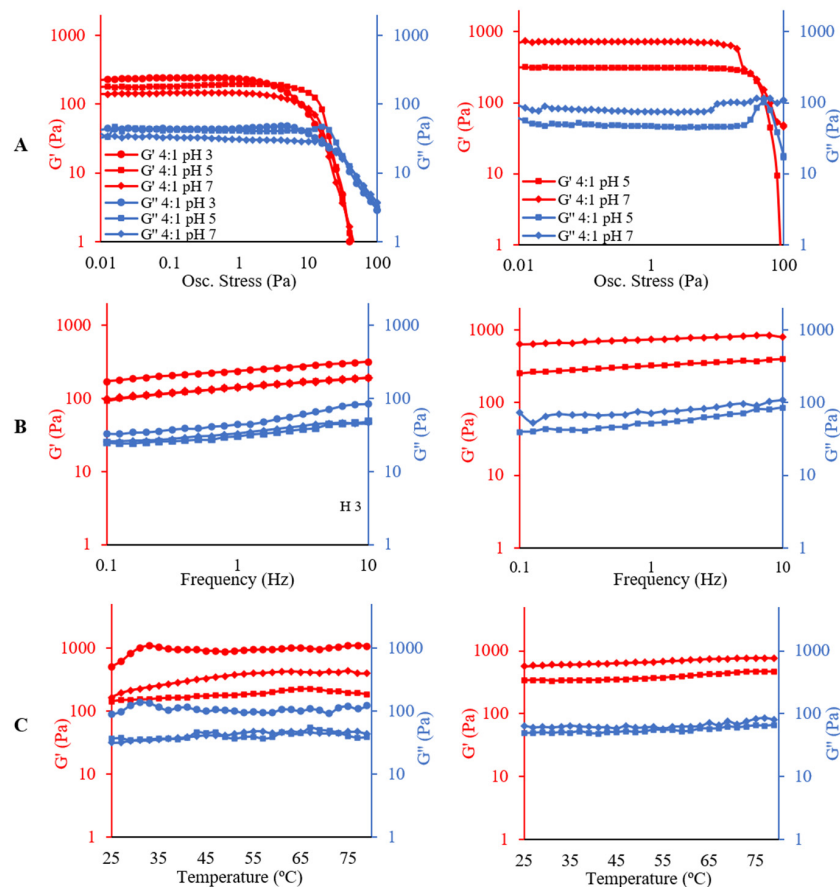 1000
100
10
1
G' (Pa)
A
G' 4:1 pH 3
G' 4:1 pH 5
G' 4:1 pH 7
G'' 4:1 pH 3
G'' 4:1 pH 5
G'' 4:1 pH 7
1000
100
10
1
G'' (Pa)
0.01 0.1 1 10 100
Osc. Stress (Pa)
1000
100
10
1
G' (Pa)
G' 4:1 pH 5
G' 4:1 pH 7
G'' 4:1 pH 5
G'' 4:1 pH 7
1000
100
10
1
G'' (Pa)
0.01 1 100
Osc. Stress (Pa)
B
1000
100
10
1
G' (Pa)
H 3
1000
100
10
1
G'' (Pa)
0.1 1 10
Frequency (Hz)
1000
100
10
1
G' (Pa)
1000
100
10
1
G'' (Pa)
0.1 1 10
Frequency (Hz)
C
1000
100
10
1
G' (Pa)
1000
100
10
1
G'' (Pa)
25 35 45 55 65 75
Temperature (ºC)
1000
100
10
1
G' (Pa)
1000
100
10
1
G'' (Pa)
25 35 45 55 65 75
Temperature (ºC)